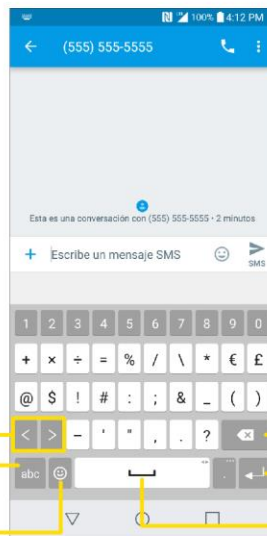 N 100% 4:12 PM
(555) 555-5555
Esta es una conversación con (555) 555-5555 • 2 minutos
+ Escribe un mensaje SMS
SMS
1 2 3 4 5 6 7 8 9 0
+ × ÷ = % / \ * € £
@ $ ! # : ; & _ ( )
< > - ' " , . ?
abc .